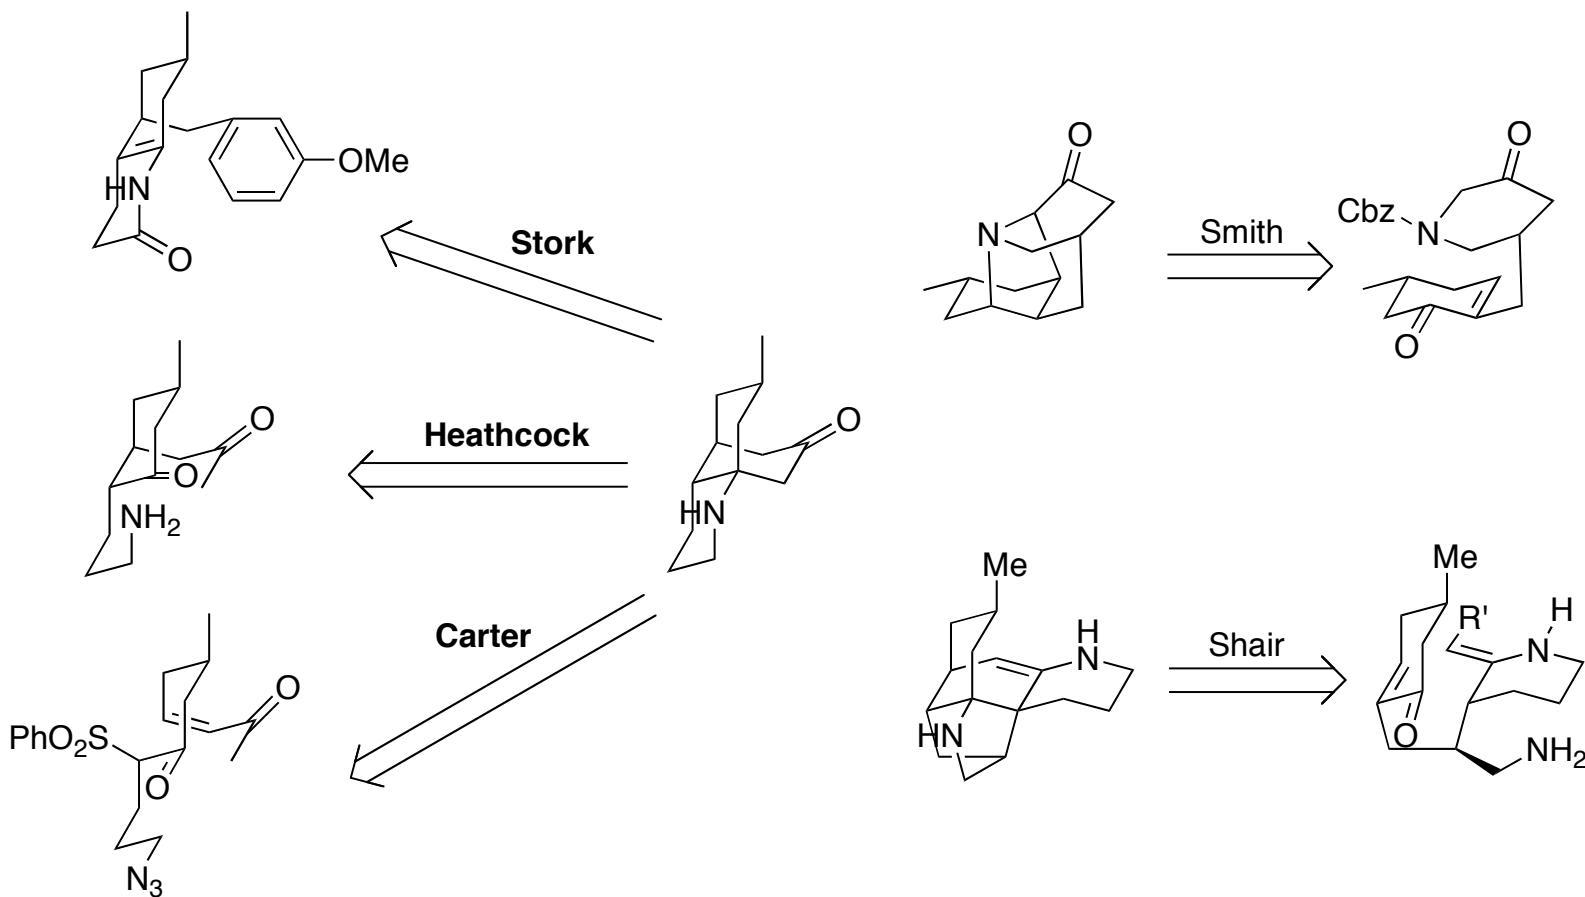 O
O
HN
OMe
Cbz
N
N
Smith
Stork
O
O
O
Heathcock
O
O
NH2
HN
Me
Me
R'
H
H
Carter
N
Shair
N
O
PhO2S
HN
O
NH2
O
N3